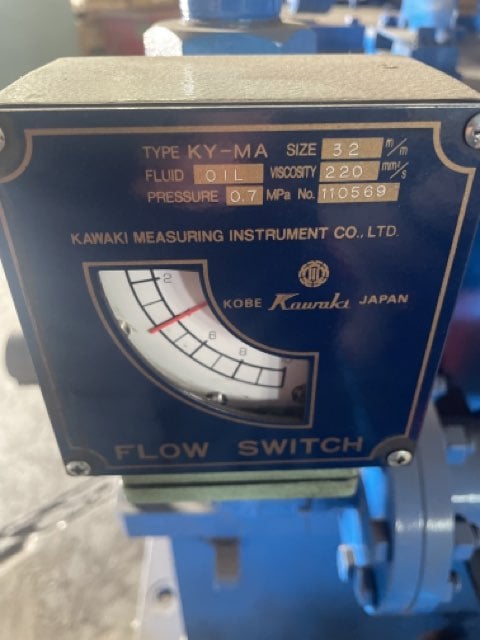 TYPE KY-MA SIZE 32 m/m
FLUID OIL VISCOSITY 220 mm²/s
PRESSURE 0.7 MPa No. 110569
KAWAKI MEASURING INSTRUMENT CO., LTD.
KOBE Kawaki JAPAN
2
6
8
FLOW SWITCH